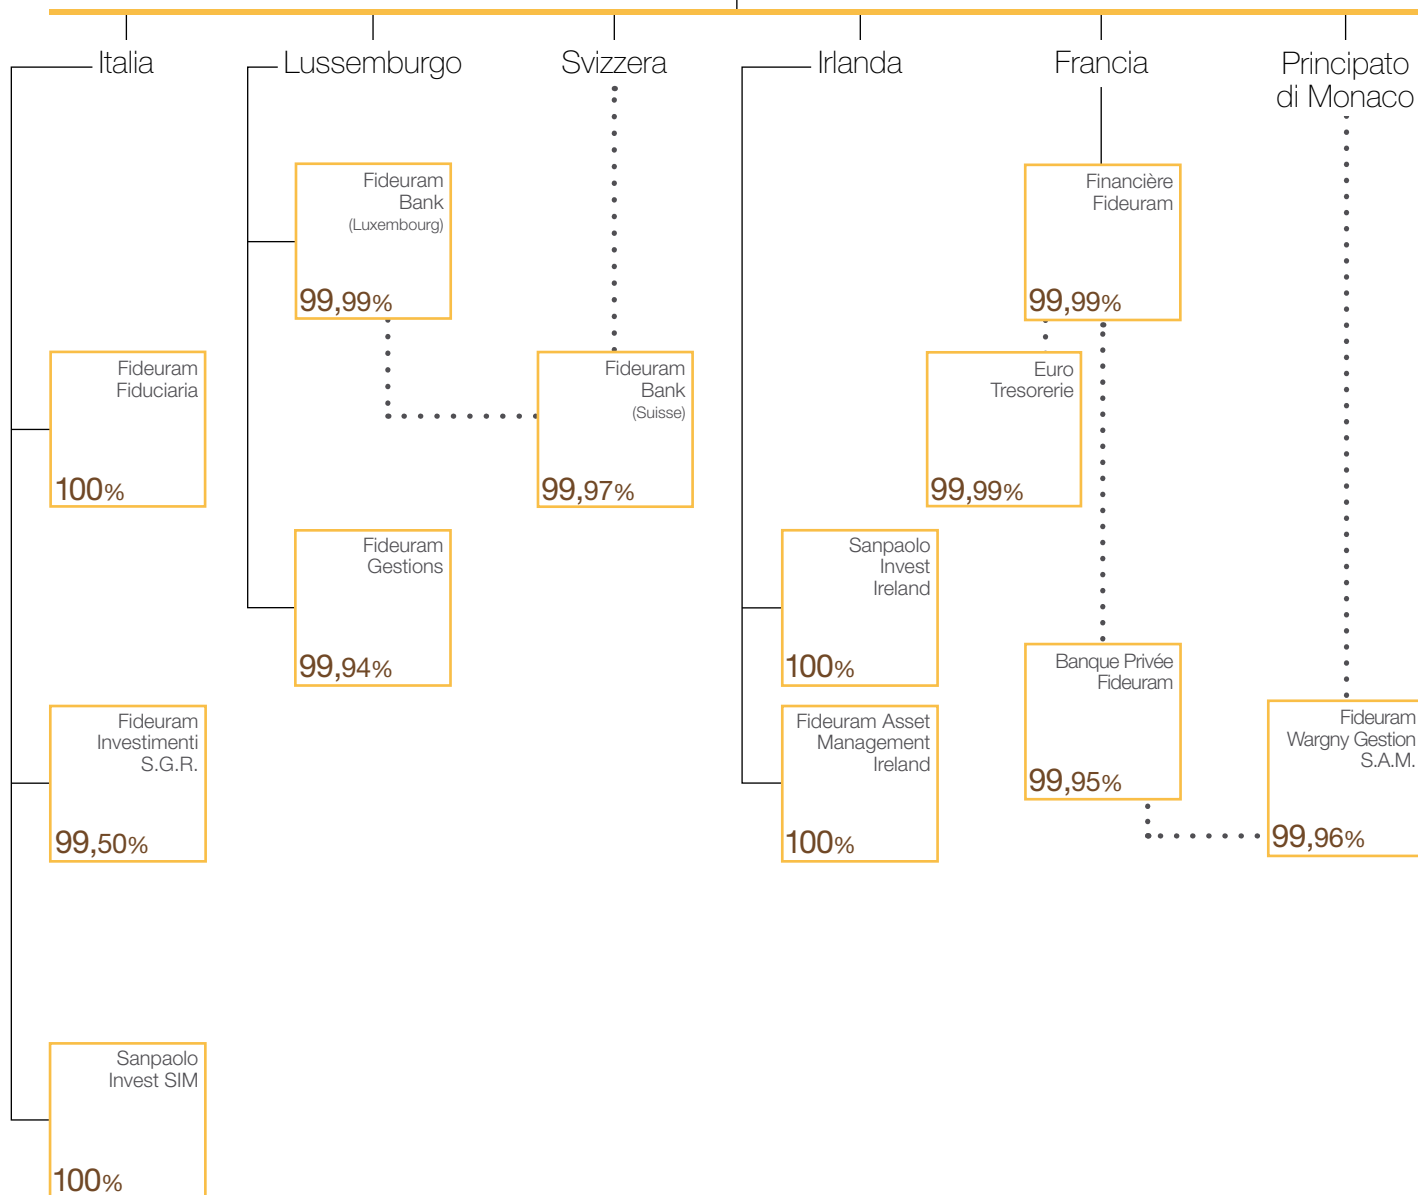 Italia
Lussemburgo
Svizzera
Irlanda
Francia
Principato
di Monaco
Fideuram
Bank
(Luxembourg)
99,99%
Financière
Fideuram
99,99%
Fideuram
Fiduciaria
100%
Fideuram
Bank
(Suisse)
99,97%
Euro
Tresorerie
99,99%
Fideuram
Gestions
99,94%
Sanpaolo
Invest
Ireland
100%
Banque Privée
Fideuram
99,95%
Fideuram
Wargny Gestion
S.A.M.
99,96%
Fideuram
Investimenti
S.G.R.
99,50%
Fideuram Asset
Management
Ireland
100%
Sanpaolo
Invest SIM
100%